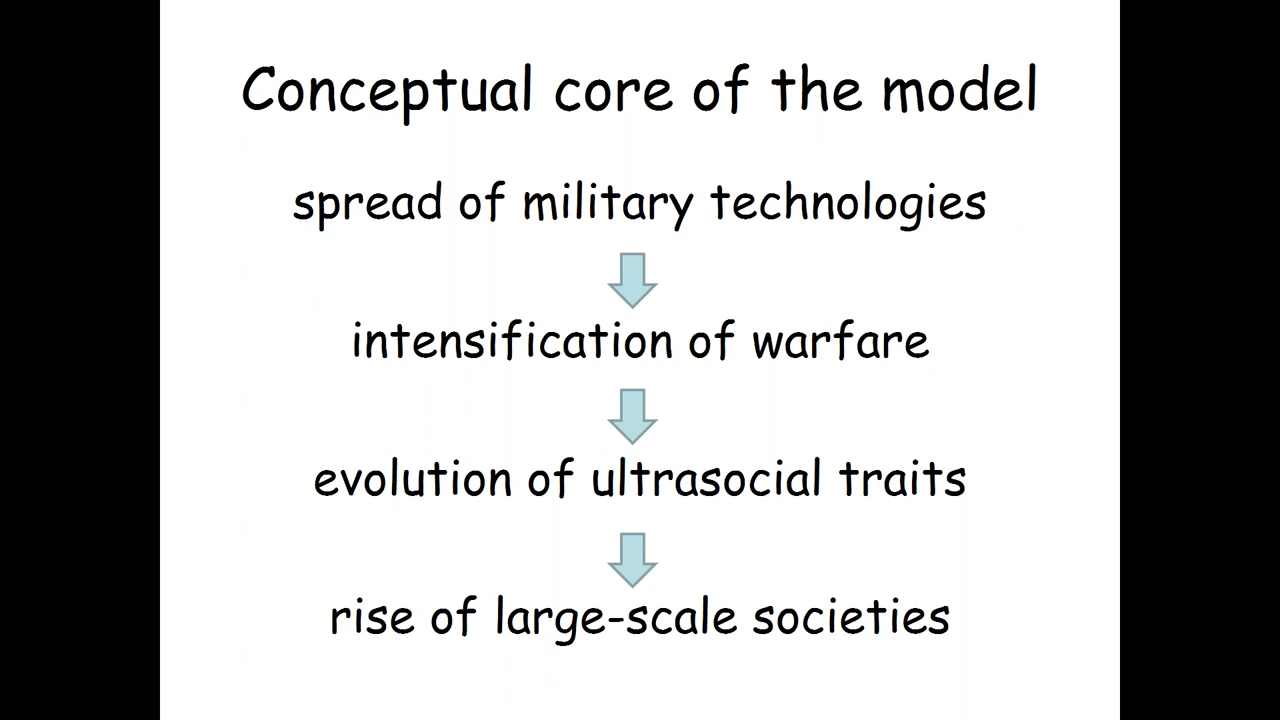 Conceptual core of the model
spread of military technologies
intensification of warfare
evolution of ultrasocial traits
rise of large-scale societies